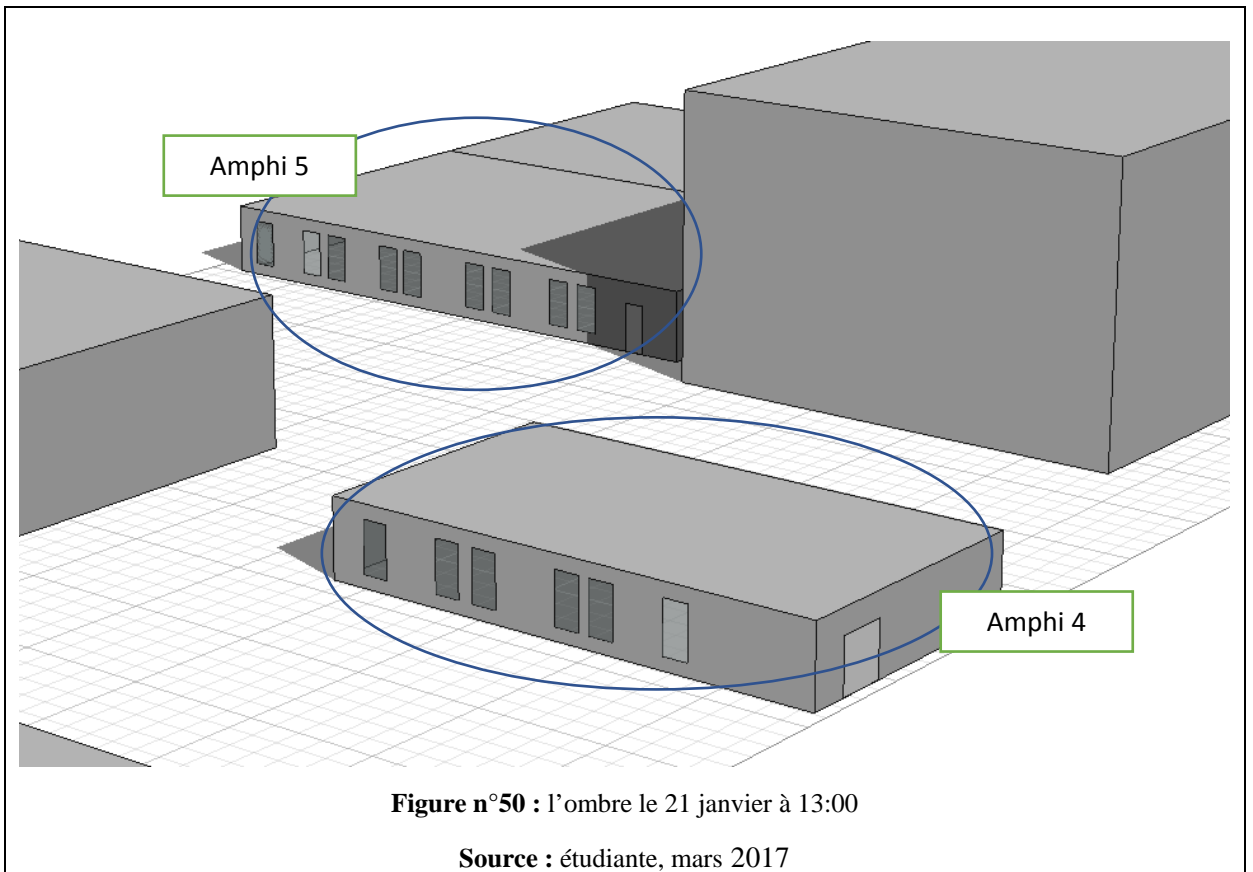 Amphi 5
Amphi 4
Figure n°50 : l’ombre le 21 janvier à 13:00
Source : étudiante, mars 2017